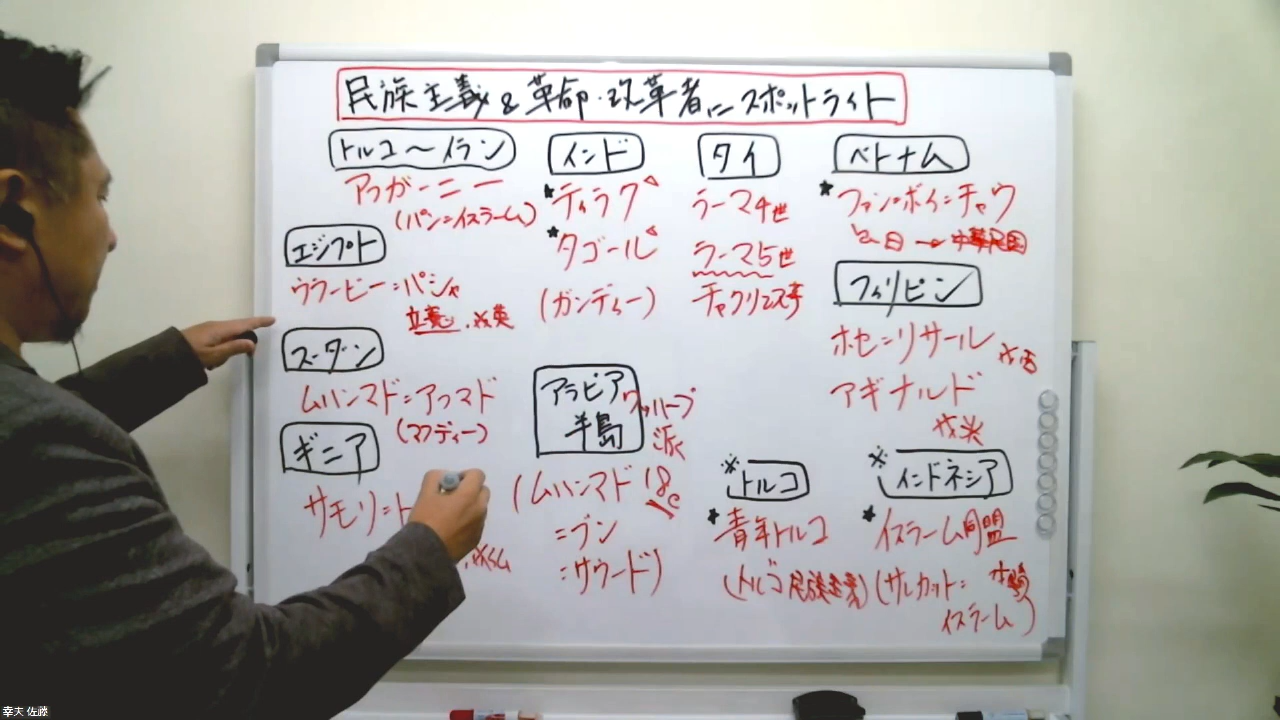 民族主義&革命・改革者にスポットライト
トルコ～イラン
アフガーニー
(パン=イスラーム)
エジプト
ウラービー=パシャ
立憲
スーダン
ムハンマド=アフマド
(マフディー)
ギニア
サモリ=ト
インド
★ティラク
★タゴール
(ガンディー)
アラビア
半島
ワッハーブ
派
(ムハンマド 18c
=ブン
=サウード)
タイ
ラーマ4世
ラーマ5世
チャクリ改革
※トルコ
★青年トルコ
(トルコ民族主義)
ベトナム
★ファン=ボイ=チャウ
日→中華民国
フィリピン
ホセ=リサール
アギナルド
※インドネシア
★イスラーム同盟
(サレカット=
イスラーム)
幸夫 佐藤